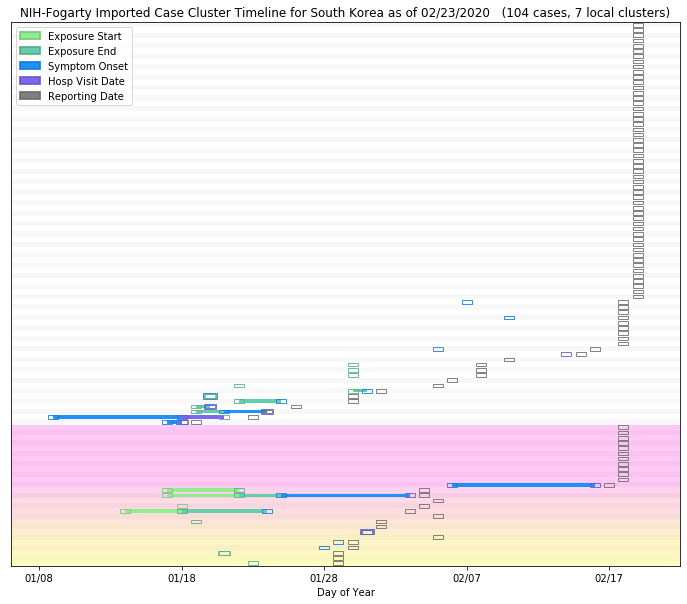 NIH-Fogarty Imported Case Cluster Timeline for South Korea as of 02/23/2020 (104 cases, 7 local clusters)
Exposure Start
Exposure End
Symptom Onset
Hosp Visit Date
Reporting Date
01/08 01/18 01/28 02/07 02/17
Day of Year